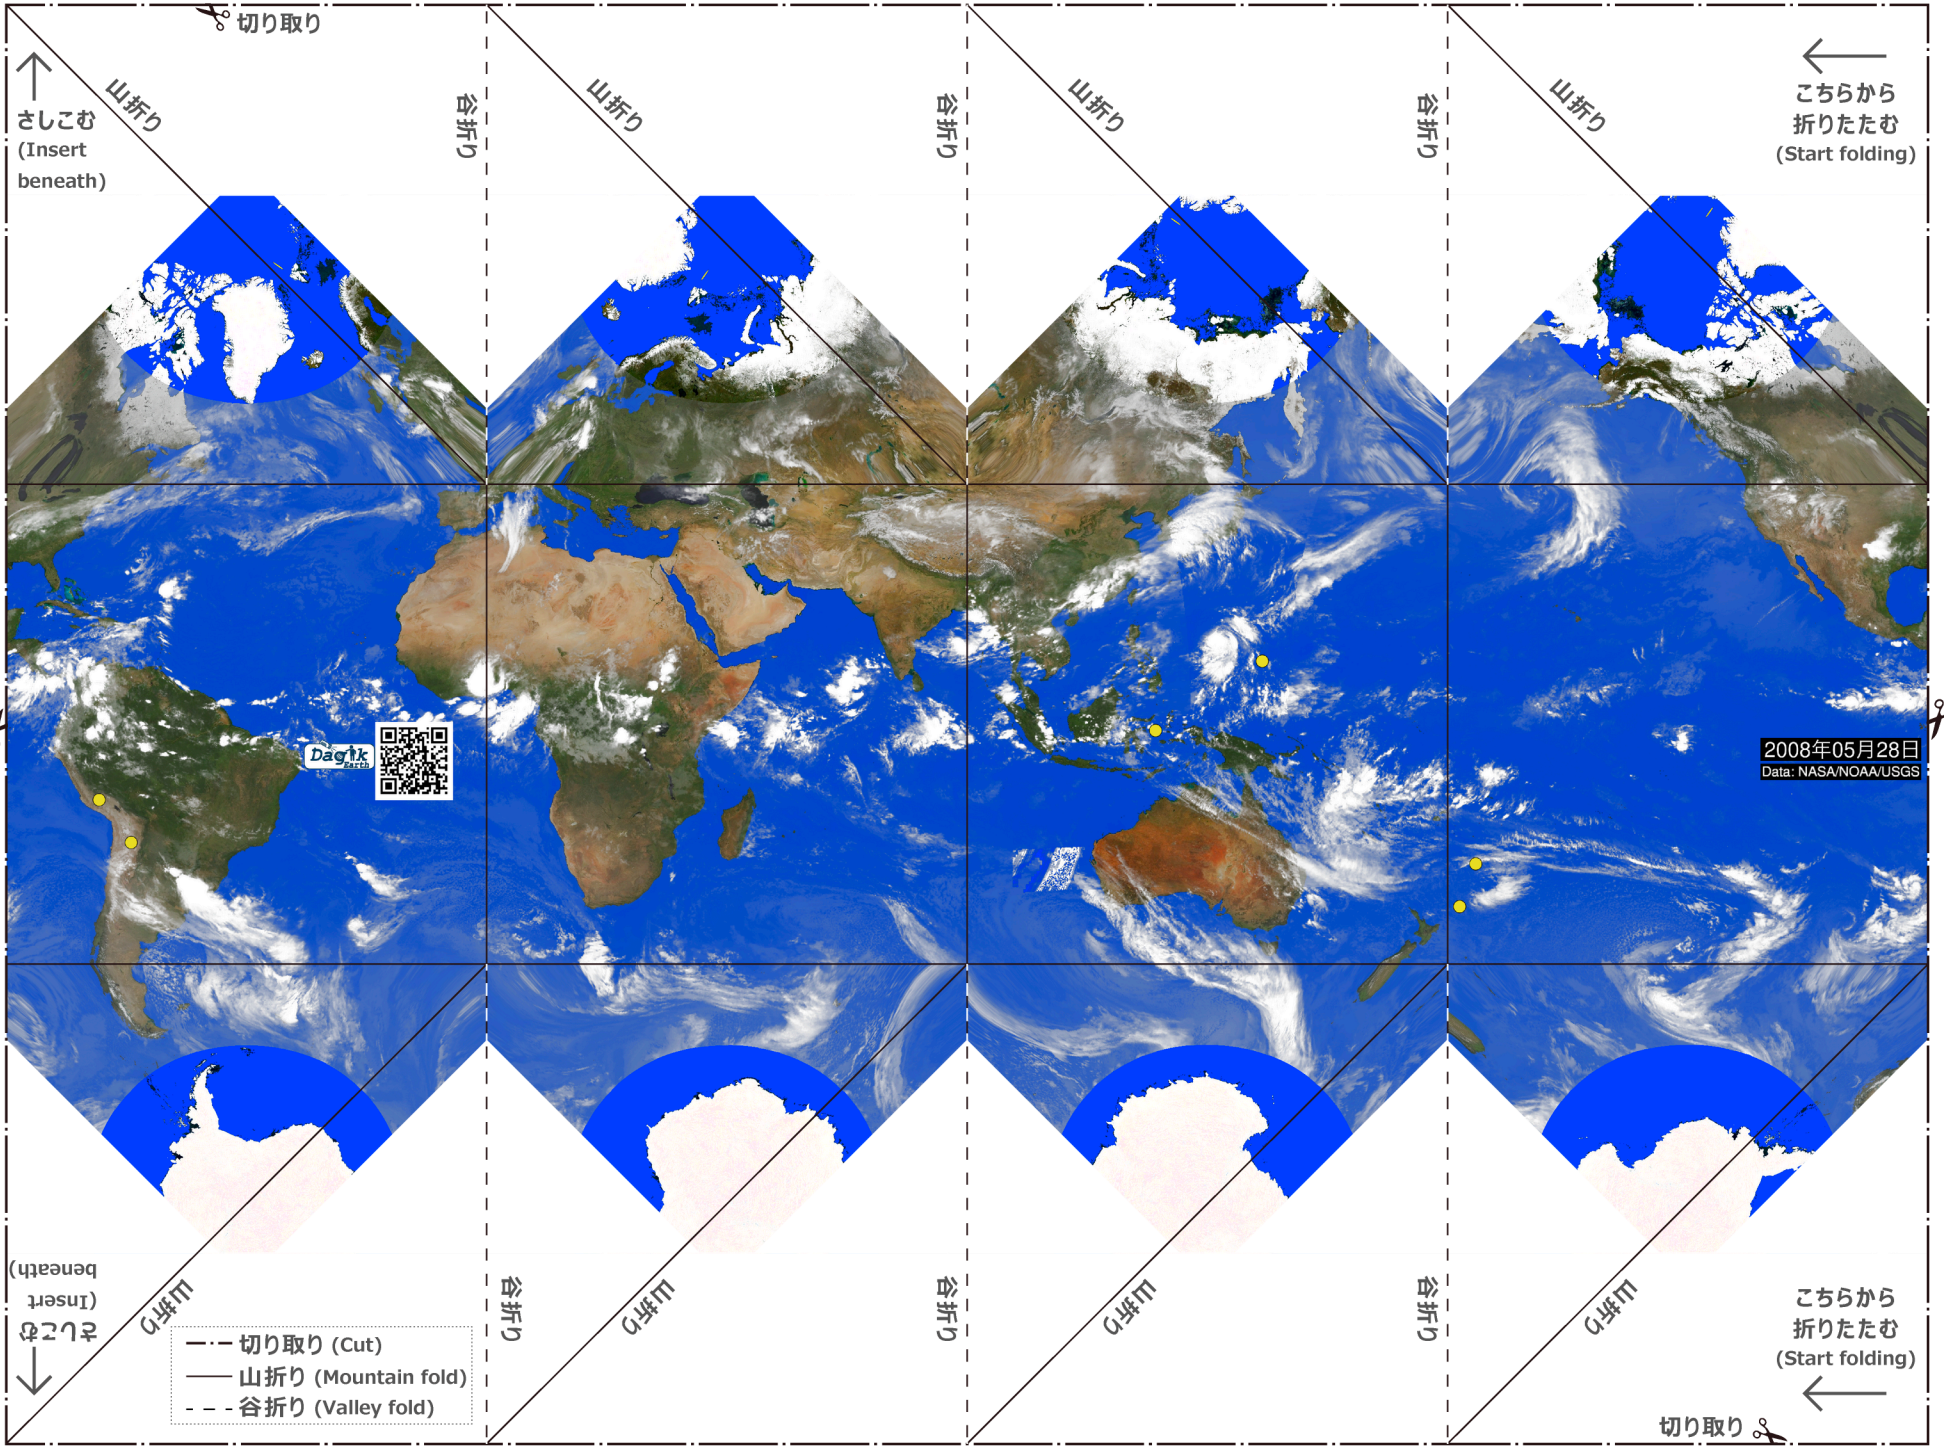 切り取り
山折り
谷折り
山折り
谷折り
山折り
谷折り
山折り
さしこむ
(Insert
beneath)
こちらから
折りたたむ
(Start folding)
Dagik
Earth
2008年05月28日
Data: NASA/NOAA/USGS
さしこむ
(Insert
beneath)
山折り
谷折り
山折り
谷折り
山折り
谷折り
山折り
こちらから
折りたたむ
(Start folding)
切り取り (Cut)
山折り (Mountain fold)
谷折り (Valley fold)
切り取り